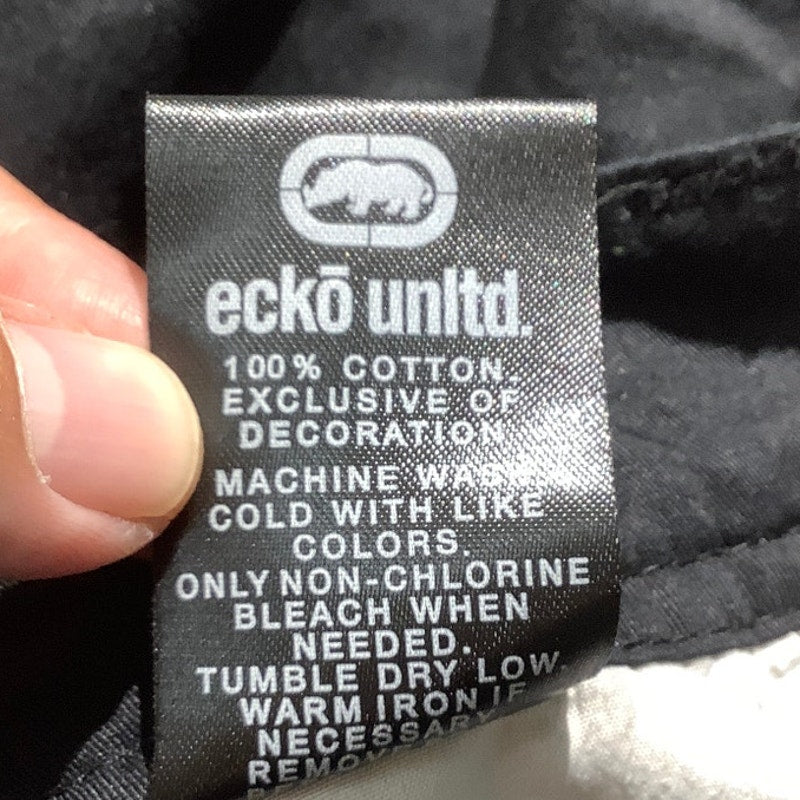 eckō unltd.
100% COTTON,
EXCLUSIVE OF
DECORATION
MACHINE WASH
COLD WITH LIKE
COLORS.
ONLY NON-CHLORINE
BLEACH WHEN
NEEDED.
TUMBLE DRY LOW,
WARM IRON IF
NECESSARY